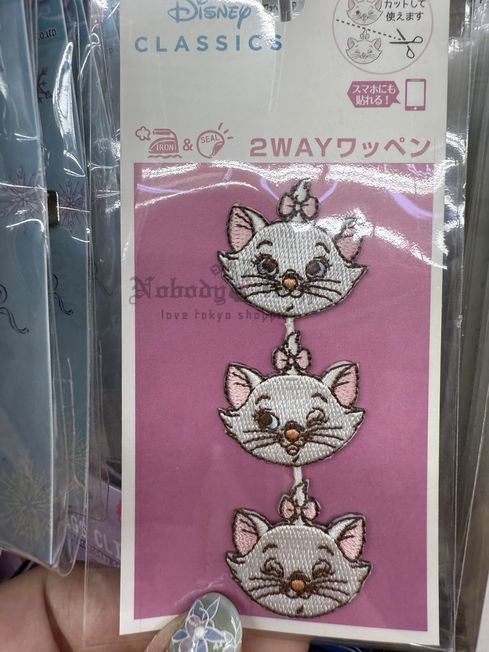 DISNEY
CLASSICS
カットして
使えます
スマホにも
貼れる!
IRON & SEAL
2WAYワッペン
Nobody
love tokyo shopp